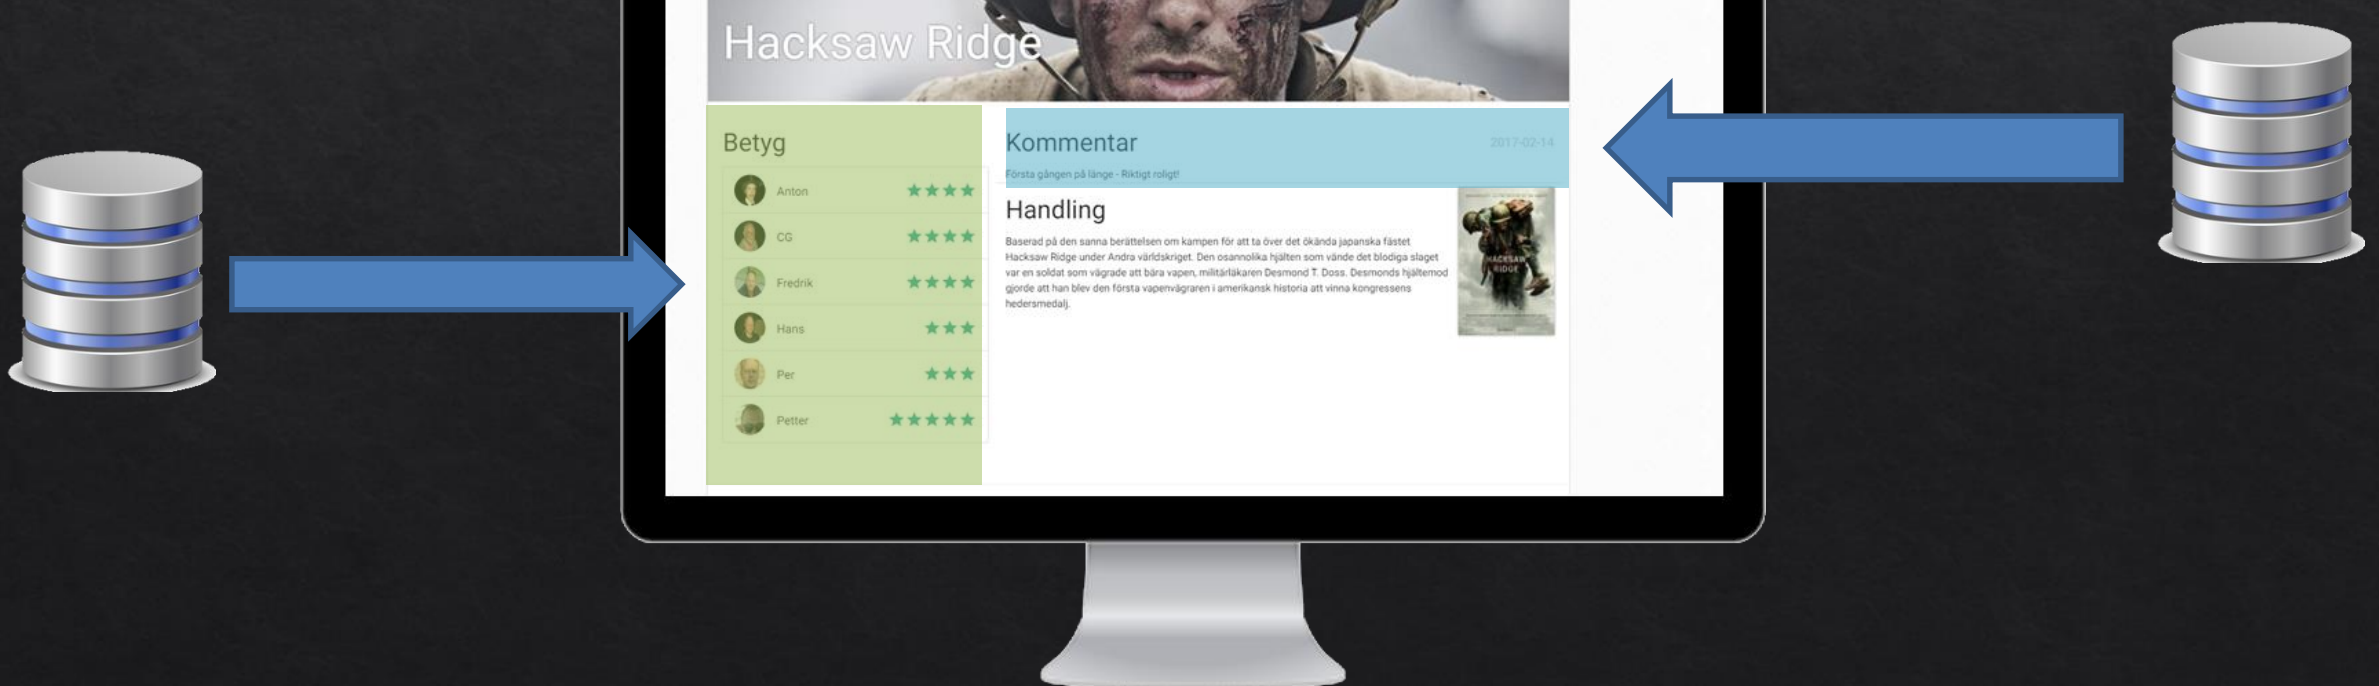 Hacksaw Ridge
Betyg
Anton
CG
Fredrik
Hans
Per
Petter
Kommentar
2017-02-14
Första gången på länge - Riktigt roligt!
Handling
Baserad på den sanna berättelsen om kampen för att ta över det ökända japanska fästet
Hacksaw Ridge under Andra världskriget. Den osannolika hjälten som vände det blodiga slaget
var en soldat som vägrade att bära vapen, militärläkaren Desmond T. Doss. Desmonds hjältemod
gjorde att han blev den första vapenvägraren i amerikansk historia att vinna kongressens
hedersmedalj.
HACKSAW
RIDGE